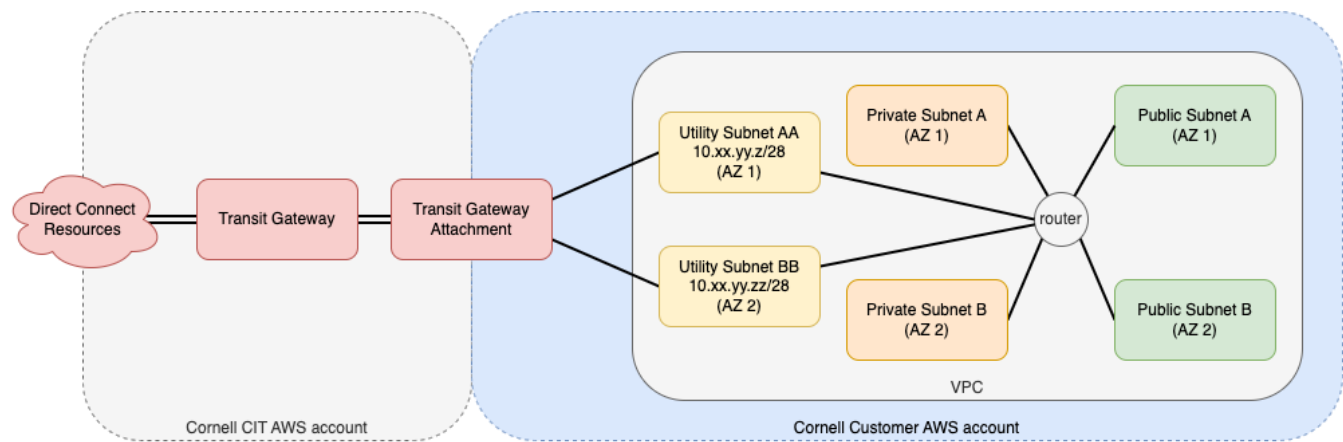 Direct Connect
Resources
Transit Gateway
Transit Gateway
Attachment
Utility Subnet AA
10.xx.yy.z/28
(AZ 1)
Utility Subnet BB
10.xx.yy.zz/28
(AZ 2)
Private Subnet A
(AZ 1)
Private Subnet B
(AZ 2)
router
Public Subnet A
(AZ 1)
Public Subnet B
(AZ 2)
VPC
Cornell CIT AWS account
Cornell Customer AWS account